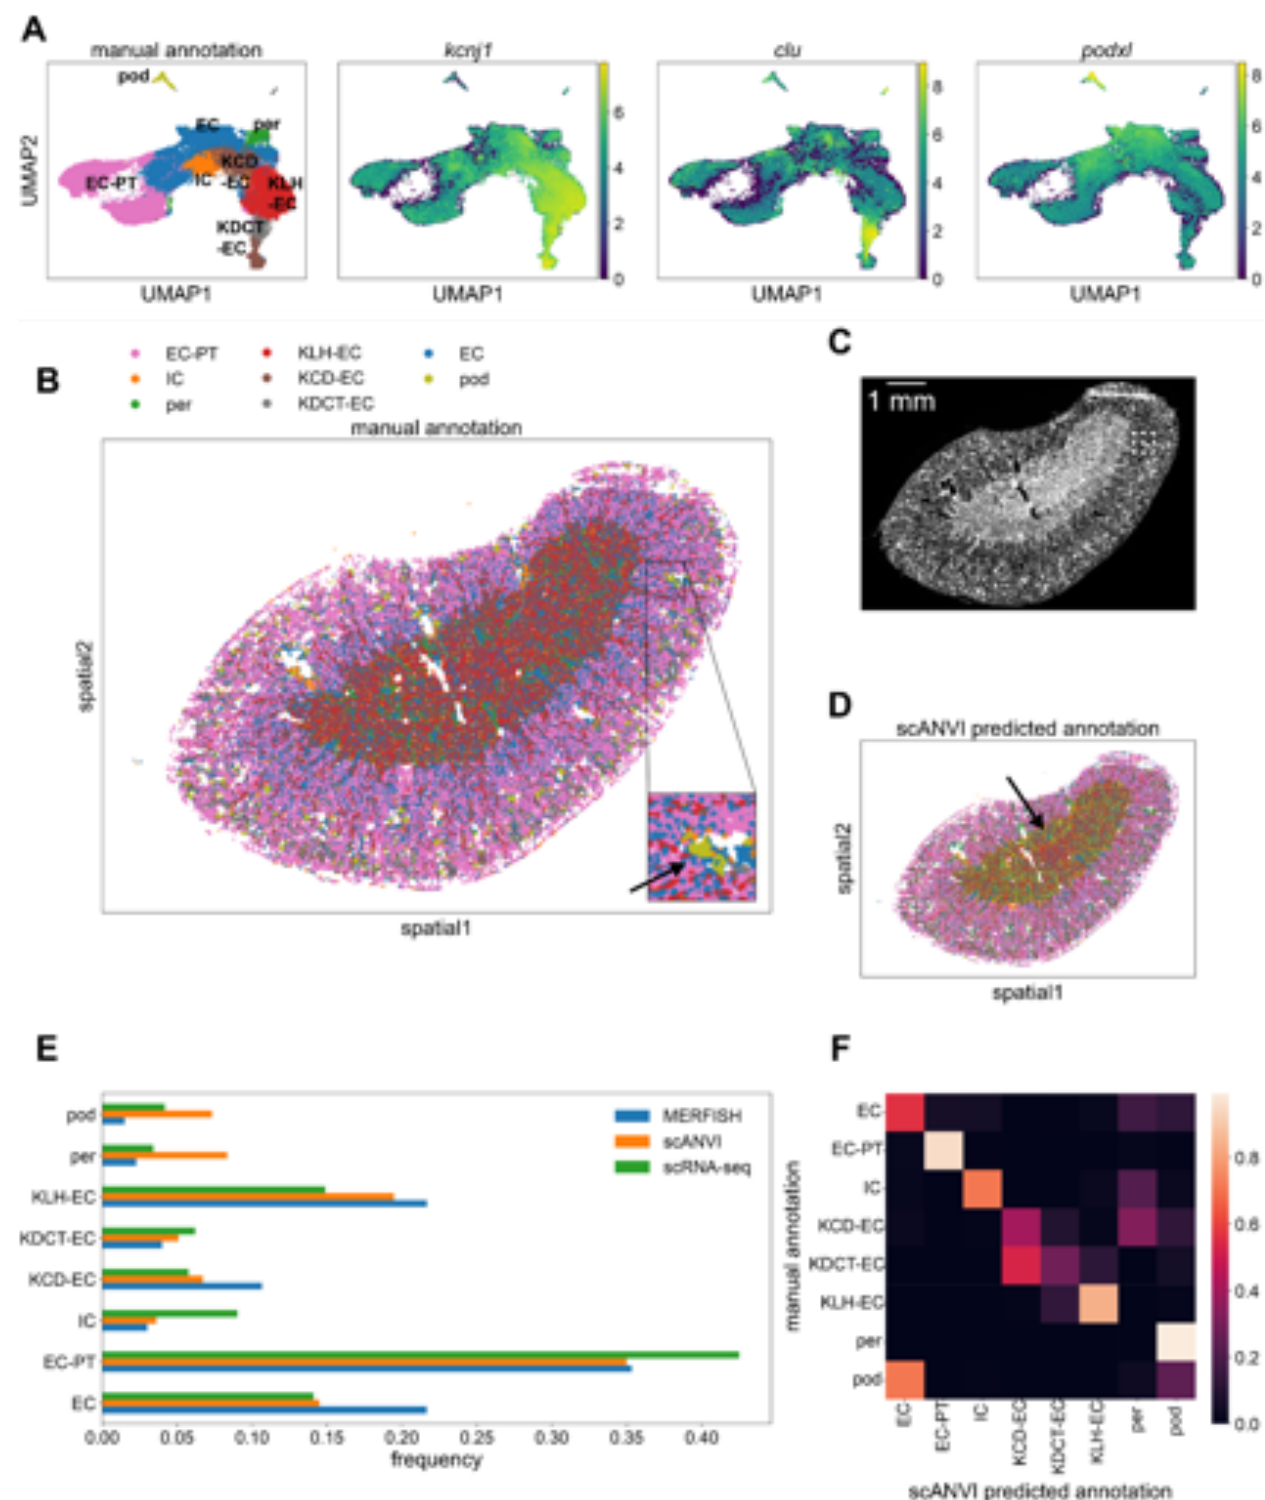 A
manual annotation
kcnj1
clu
podxl
pod
EC
per
KCD
EC-PT
IC
-EC
KLH
-EC
KDCT
-EC
UMAP2
6
4
2
0
8
6
4
2
0
8
6
4
2
0
UMAP1
UMAP1
UMAP1
UMAP1
B
EC-PT
KLH-EC
EC
IC
KCD-EC
pod
per
KDCT-EC
manual annotation
spatial2
spatial1
C
1 mm
D
scANVI predicted annotation
spatial2
spatial1
E
pod
per
KLH-EC
KDCT-EC
KCD-EC
IC
EC-PT
EC
MERFISH
scANVI
scRNA-seq
0.00
0.05
0.10
0.15
0.20
0.25
0.30
0.35
0.40
frequency
F
manual annotation
EC
EC-PT
IC
KCD-EC
KDCT-EC
KLH-EC
per
pod
0.8
0.6
0.4
0.2
0.0
EC
EC-PT
IC
KCD-EC
KDCT-EC
KLH-EC
per
pod
scANVI predicted annotation